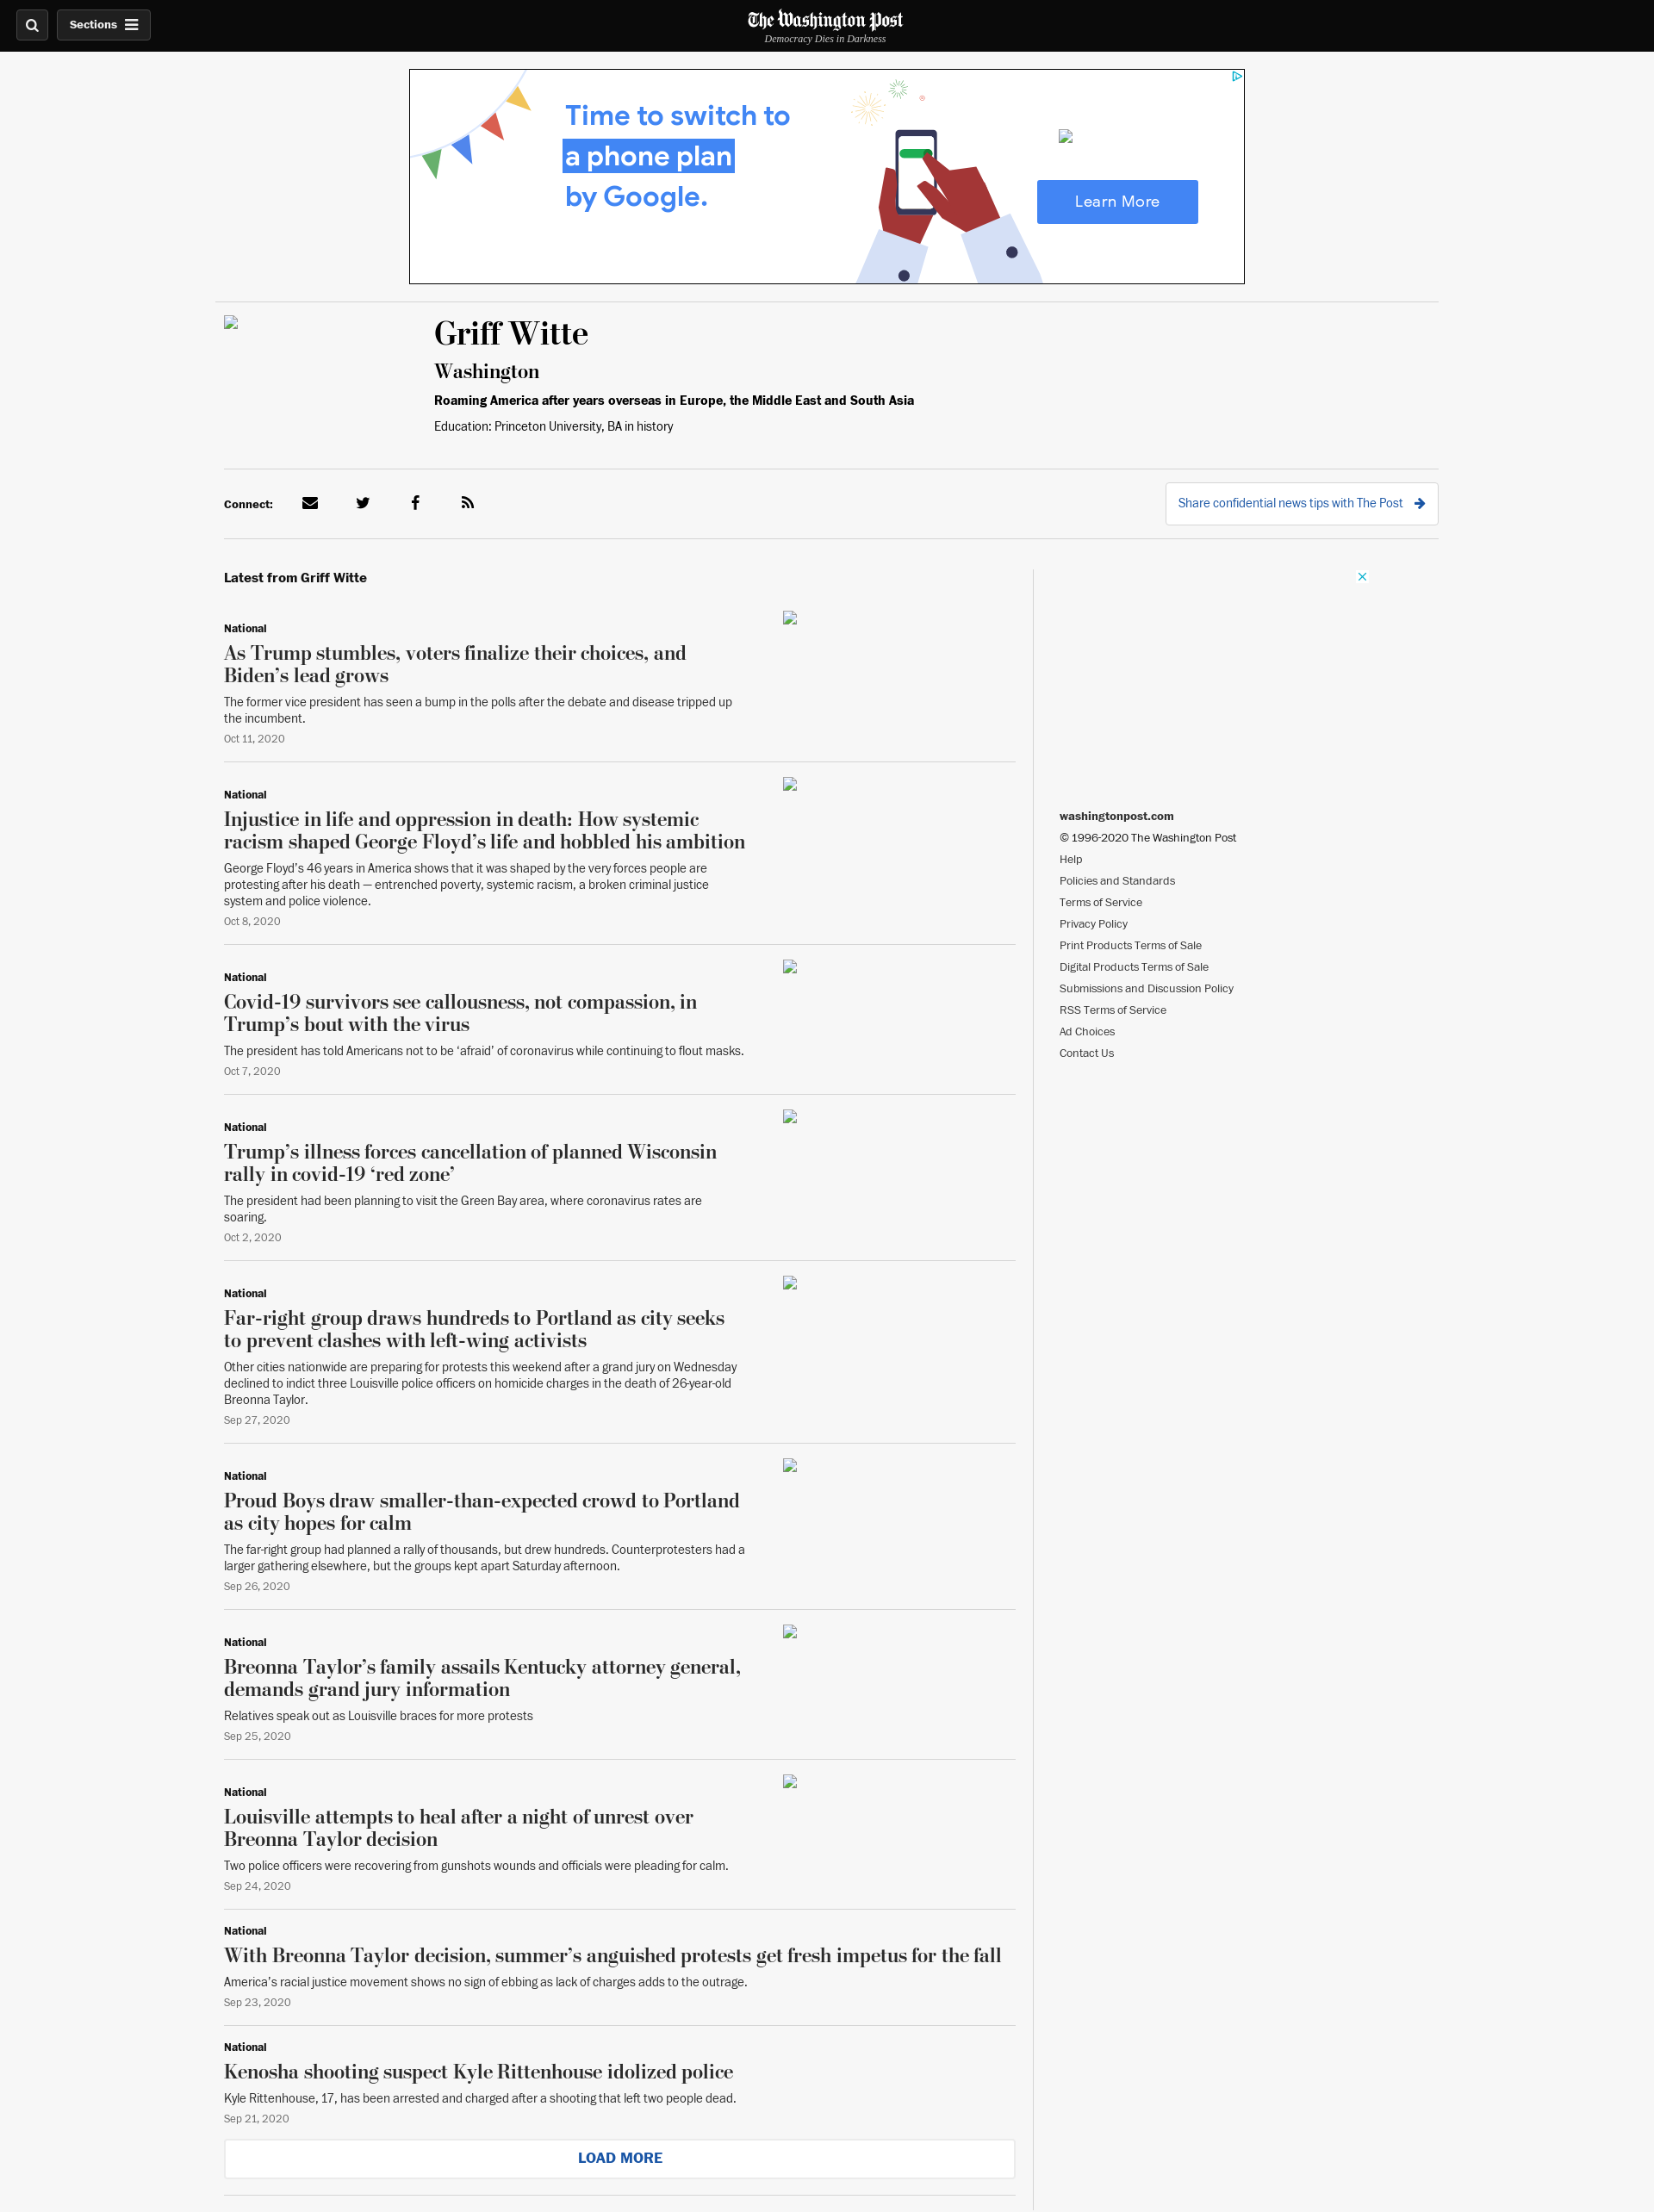 Sections
The Washington Post
Democracy Dies in Darkness
Time to switch to
a phone plan
by Google.
Learn More
Griff Witte
Washington
Roaming America after years overseas in Europe, the Middle East and South Asia
Education: Princeton University, BA in history
Connect:
Share confidential news tips with The Post
Latest from Griff Witte
National
As Trump stumbles, voters finalize their choices, and
Biden’s lead grows
The former vice president has seen a bump in the polls after the debate and disease tripped up
the incumbent.
Oct 11, 2020
National
Injustice in life and oppression in death: How systemic
racism shaped George Floyd’s life and hobbled his ambition
George Floyd’s 46 years in America shows that it was shaped by the very forces people are
protesting after his death — entrenched poverty, systemic racism, a broken criminal justice
system and police violence.
Oct 8, 2020
National
Covid-19 survivors see callousness, not compassion, in
Trump’s bout with the virus
The president has told Americans not to be ‘afraid’ of coronavirus while continuing to flout masks.
Oct 7, 2020
National
Trump’s illness forces cancellation of planned Wisconsin
rally in covid-19 ‘red zone’
The president had been planning to visit the Green Bay area, where coronavirus rates are
soaring.
Oct 2, 2020
National
Far-right group draws hundreds to Portland as city seeks
to prevent clashes with left-wing activists
Other cities nationwide are preparing for protests this weekend after a grand jury on Wednesday
declined to indict three Louisville police officers on homicide charges in the death of 26-year-old
Breonna Taylor.
Sep 27, 2020
National
Proud Boys draw smaller-than-expected crowd to Portland
as city hopes for calm
The far-right group had planned a rally of thousands, but drew hundreds. Counterprotesters had a
larger gathering elsewhere, but the groups kept apart Saturday afternoon.
Sep 26, 2020
National
Breonna Taylor’s family assails Kentucky attorney general,
demands grand jury information
Relatives speak out as Louisville braces for more protests
Sep 25, 2020
National
Louisville attempts to heal after a night of unrest over
Breonna Taylor decision
Two police officers were recovering from gunshots wounds and officials were pleading for calm.
Sep 24, 2020
National
With Breonna Taylor decision, summer’s anguished protests get fresh impetus for the fall
America’s racial justice movement shows no sign of ebbing as lack of charges adds to the outrage.
Sep 23, 2020
National
Kenosha shooting suspect Kyle Rittenhouse idolized police
Kyle Rittenhouse, 17, has been arrested and charged after a shooting that left two people dead.
Sep 21, 2020
LOAD MORE
washingtonpost.com
© 1996-2020 The Washington Post
Help
Policies and Standards
Terms of Service
Privacy Policy
Print Products Terms of Sale
Digital Products Terms of Sale
Submissions and Discussion Policy
RSS Terms of Service
Ad Choices
Contact Us